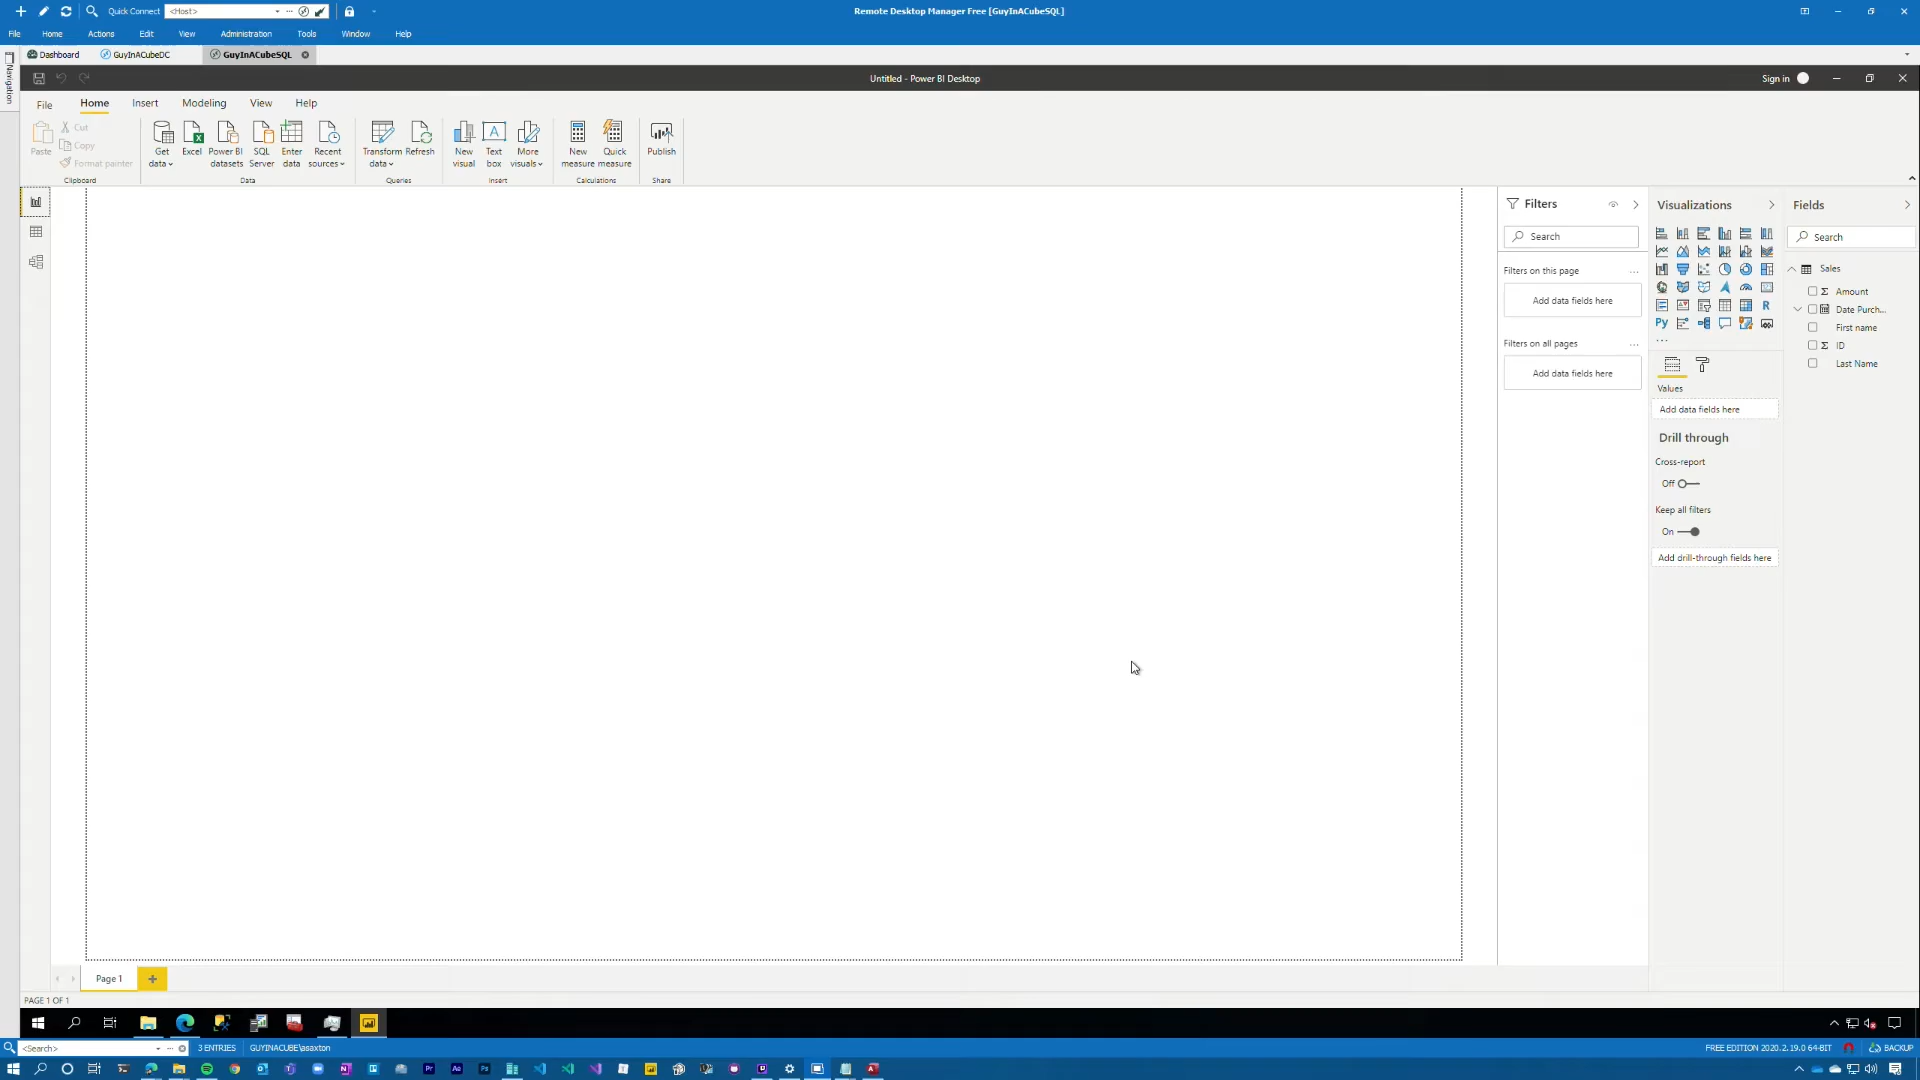 Quick Connect <Host>
Remote Desktop Manager Free [GuyInACubeSQL]
File Home Actions Edit View Administration Tools Window Help
Navigation
Dashboard GuyInACubeDC GuyInACubeSQL
Untitled - Power BI Desktop
Sign in
File Home Insert Modeling View Help
Paste
Cut
Copy
Format painter
Clipboard
Get data
Excel
Power BI datasets
SQL Server
Enter data
Recent sources
Data
Transform data
Refresh
Queries
New visual
Text box
More visuals
Insert
New measure
Quick measure
Calculations
Publish
Share
Filters
Search
Filters on this page
Add data fields here
Filters on all pages
Add data fields here
Visualizations
R
Py
Values
Add data fields here
Drill through
Cross-report
Off
Keep all filters
On
Add drill-through fields here
Fields
Search
Sales
Amount
Date Purch...
First name
ID
Last Name
Page 1
PAGE 1 OF 1
<Search>
3 ENTRIES
GUYINACUBE\asaxton
FREE EDITION 2020.2.19.0 64-BIT
BACKUP